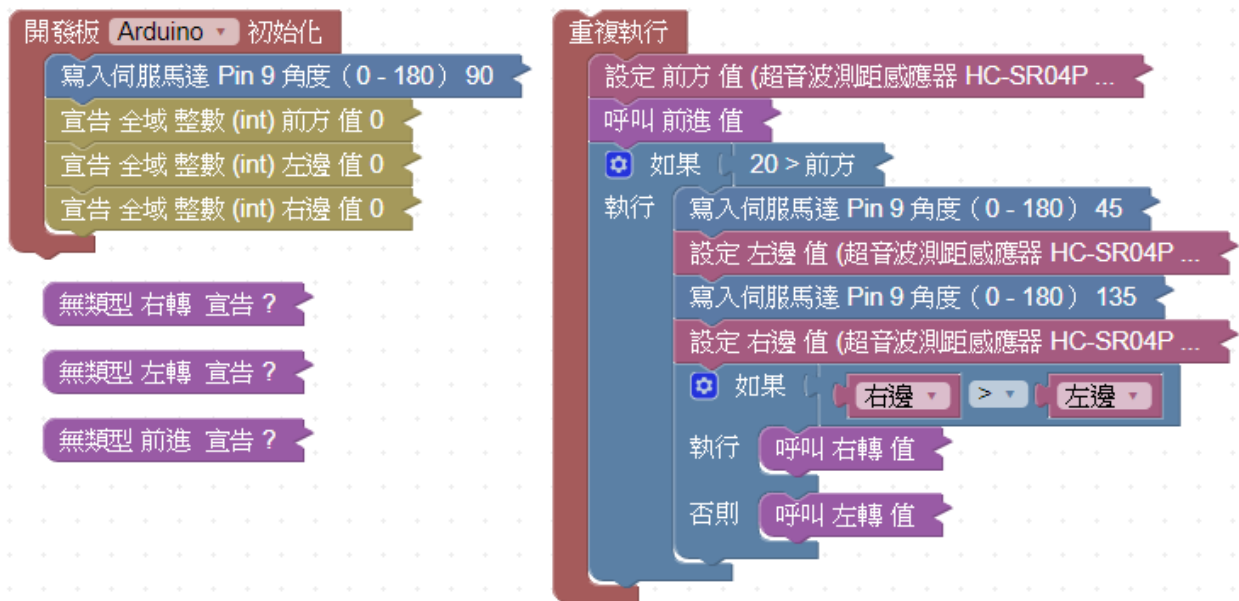 開發板 Arduino 初始化
寫入伺服馬達 Pin 9 角度（0 - 180） 90
宣告 全域 整數 (int) 前方 值 0
宣告 全域 整數 (int) 左邊 值 0
宣告 全域 整數 (int) 右邊 值 0
無類型 右轉 宣告 ?
無類型 左轉 宣告 ?
無類型 前進 宣告 ?
重複執行
設定 前方 值 (超音波測距感應器 HC-SR04P ...
呼叫 前進 值
如果 20 > 前方
執行 寫入伺服馬達 Pin 9 角度（0 - 180） 45
設定 左邊 值 (超音波測距感應器 HC-SR04P ...
寫入伺服馬達 Pin 9 角度（0 - 180） 135
設定 右邊 值 (超音波測距感應器 HC-SR04P ...
如果 右邊 > 左邊
執行 呼叫 右轉 值
否則 呼叫 左轉 值